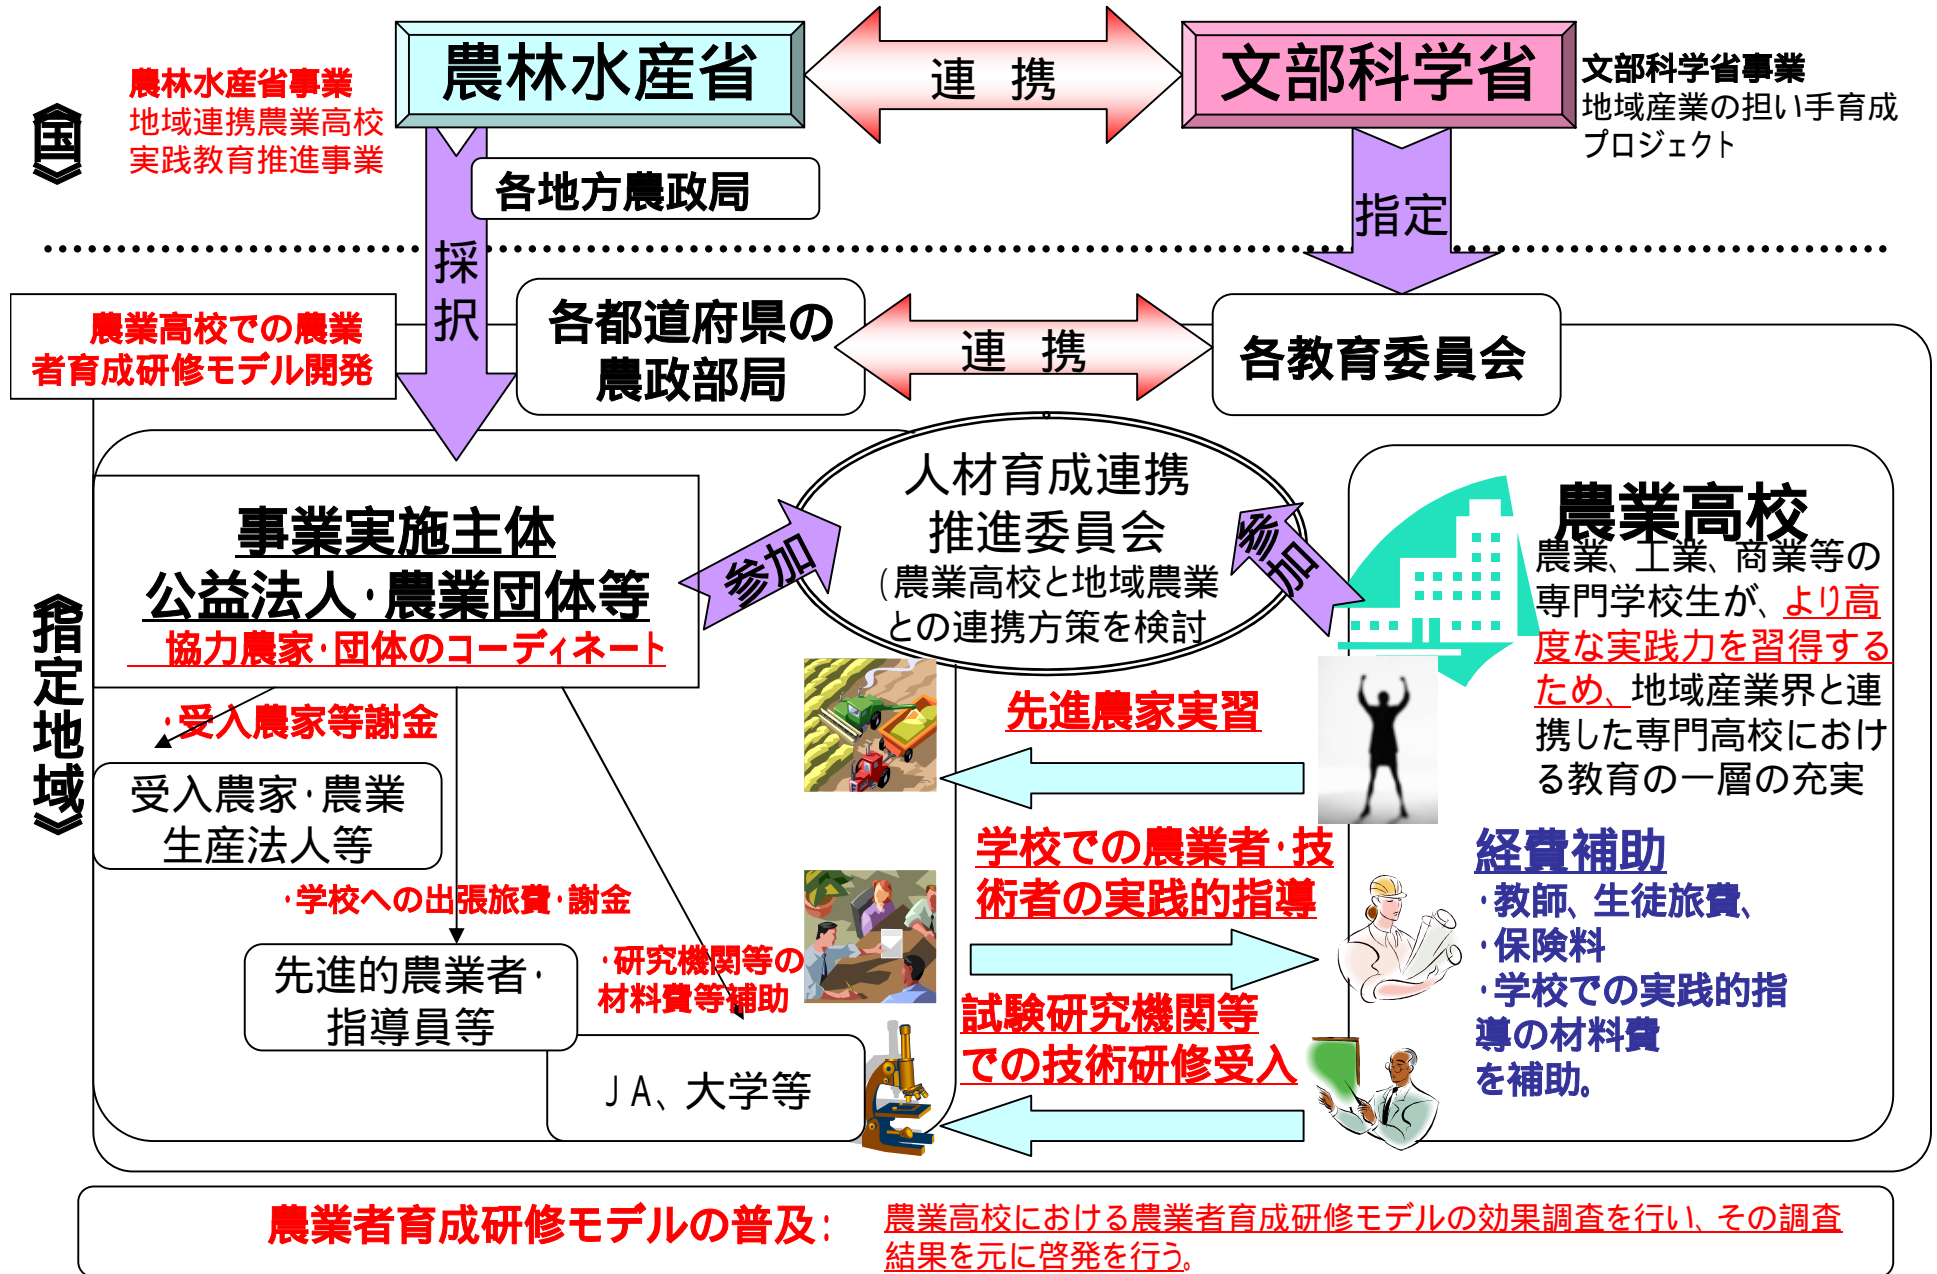 農林水産省
連 携
文部科学省
農林水産省事業
地域連携農業高校
実践教育推進事業
文部科学省事業
地域産業の担い手育成
プロジェクト
《国》
各地方農政局
採
択
指定
農業高校での農業
者育成研修モデル開発
各都道府県の
農政部局
連 携
各教育委員会
《指定地域》
事業実施主体
公益法人・農業団体等
協力農家・団体のコーディネート
参加
人材育成連携
推進委員会
(農業高校と地域農業
との連携方策を検討
参加
農業高校
農業、工業、商業等の
専門学校生が、より高
度な実践力を習得する
ため、地域産業界と連
携した専門高校におけ
る教育の一層の充実
・受入農家等謝金
受入農家・農業
生産法人等
・学校への出張旅費・謝金
先進的農業者・
指導員等
・研究機関等の
材料費等補助
JA、大学等
先進農家実習
学校での農業者・技
術者の実践的指導
試験研究機関等
での技術研修受入
経費補助
・教師、生徒旅費、
・保険料
・学校での実践的指
導の材料費
を補助。
農業者育成研修モデルの普及:
農業高校における農業者育成研修モデルの効果調査を行い、その調査
結果を元に啓発を行う。